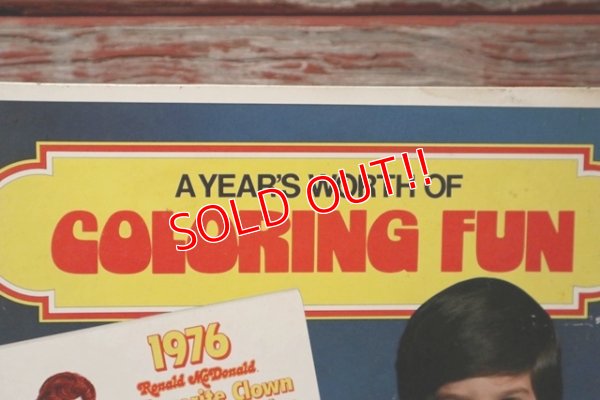 A YEAR'S WORTH OF
COLORING FUN
SOLD OUT!!
1976
Ronald McDonald
Clown